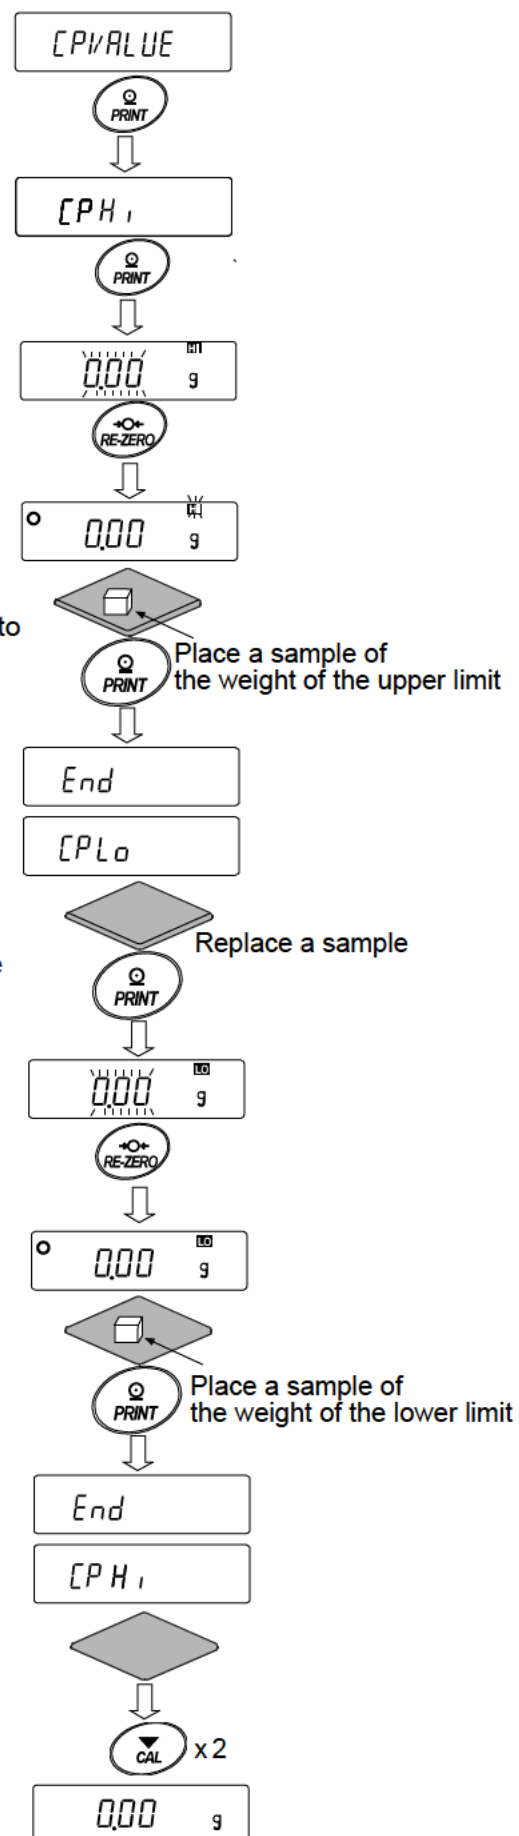 CPVALUE
PRINT
CPHi
PRINT
HI
0.00 g
→O←
RE-ZERO
HI
0.00 g
to
Place a sample of
the weight of the upper limit
PRINT
End
CPLo
Replace a sample
e
PRINT
LO
0.00 g
→O←
RE-ZERO
LO
0.00 g
Place a sample of
the weight of the lower limit
PRINT
End
CPHi
CAL x2
0.00 g